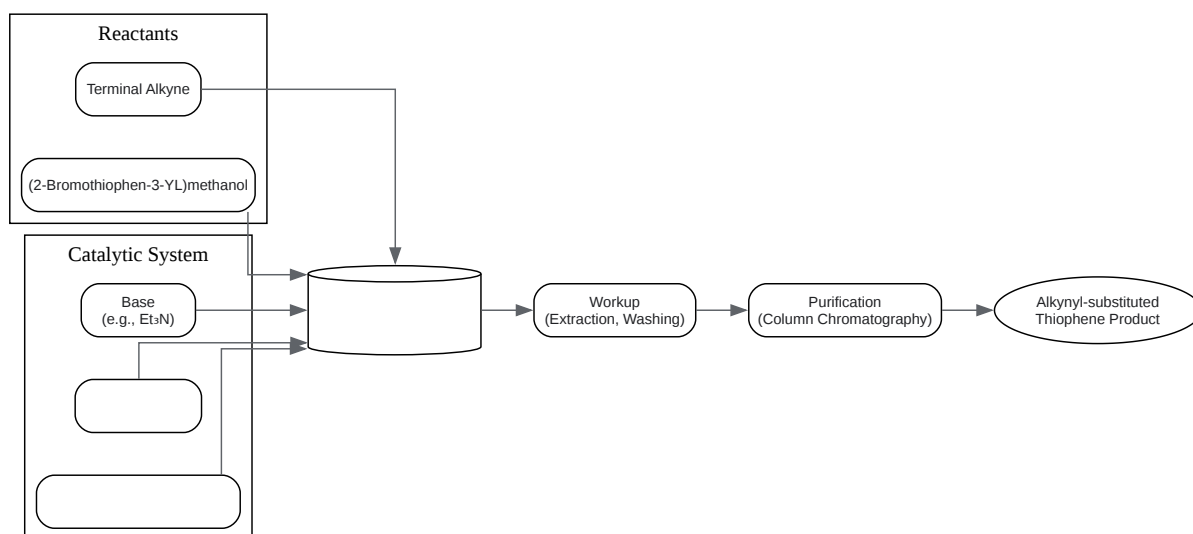 Reactants
Terminal Alkyne
(2-Bromothiophen-3-YL)methanol
Catalytic System
Base
(e.g., Et₃N)
Workup
(Extraction, Washing)
Purification
(Column Chromatography)
Alkynyl-substituted
Thiophene Product